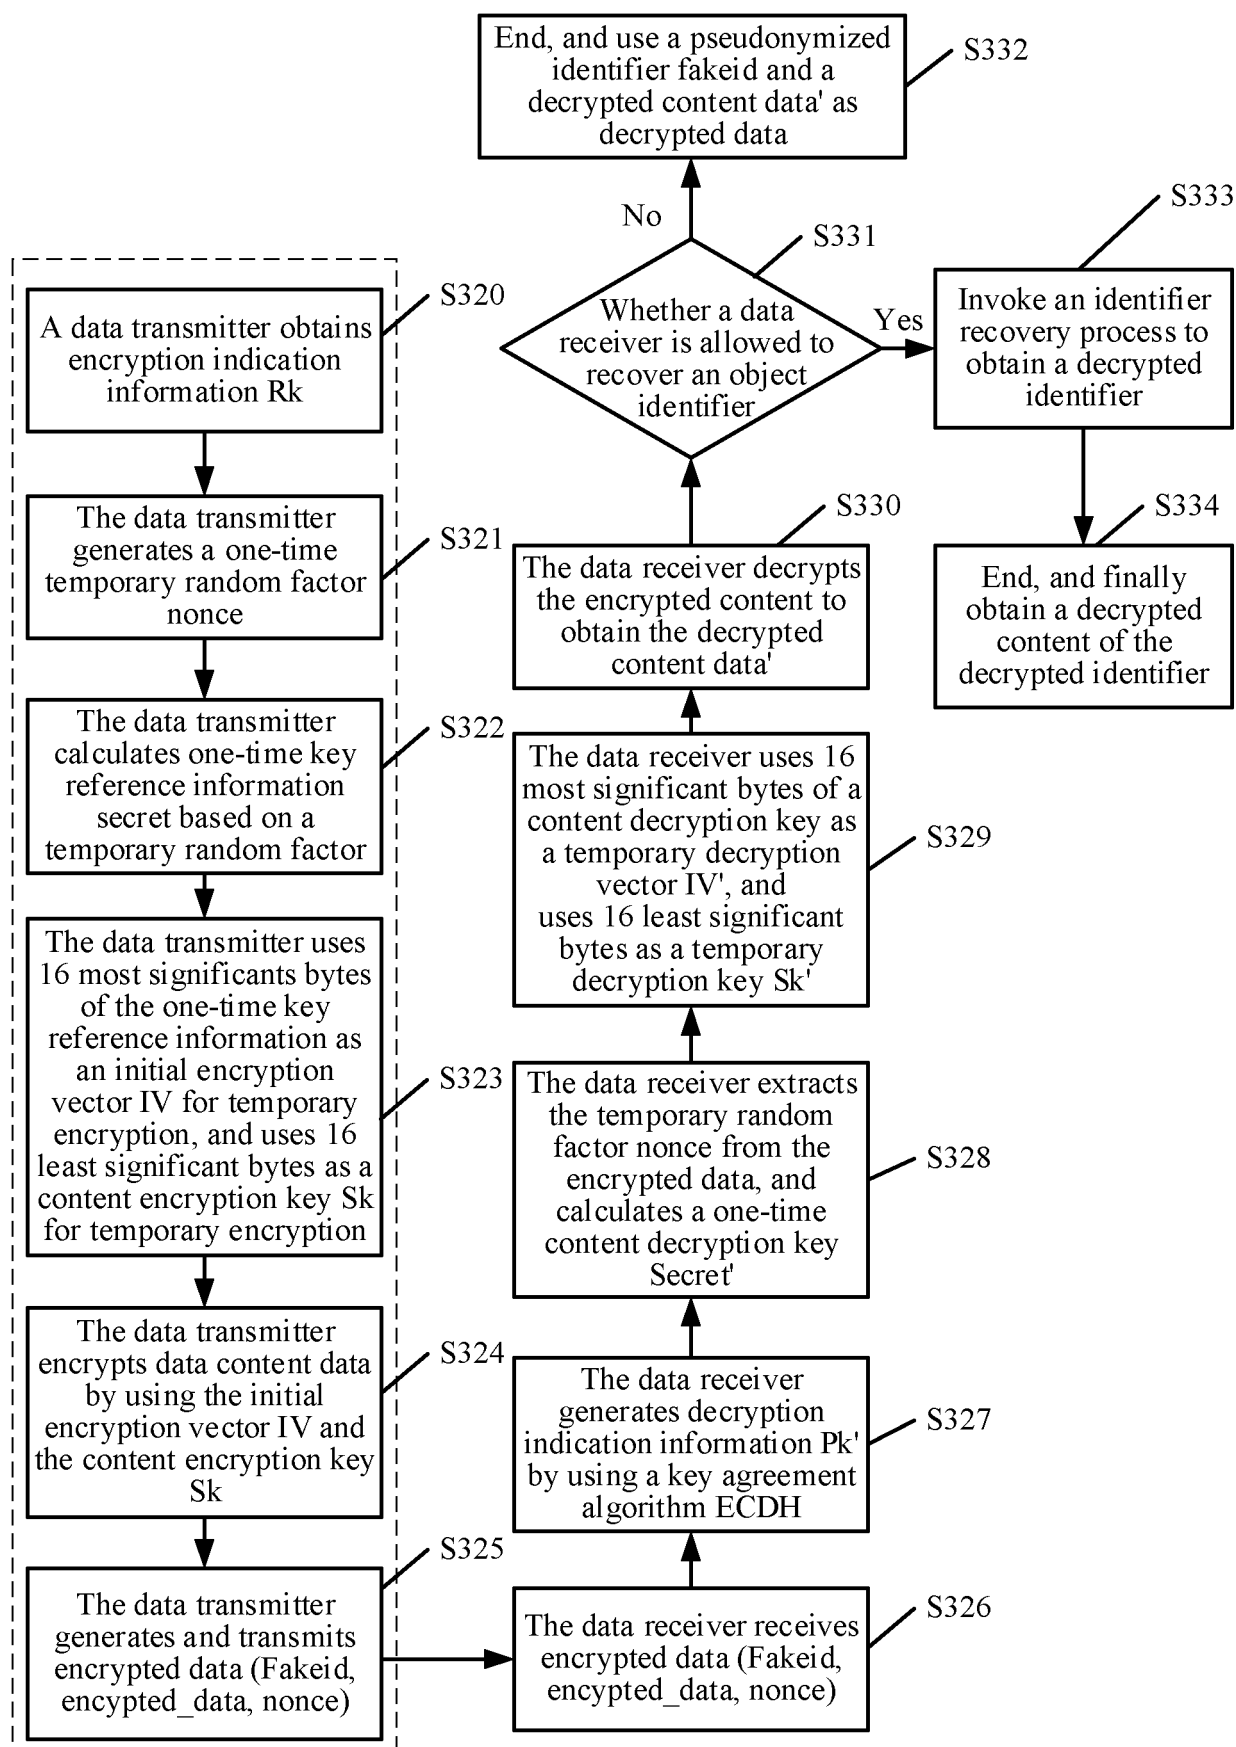 A data transmitter obtains
encryption indication
information Rk
S320
The data transmitter
generates a one-time
temporary random factor
nonce
S321
The data transmitter
calculates one-time key
reference information
secret based on a
temporary random factor
S322
The data transmitter uses
16 most significants bytes
of the one-time key
reference information as
an initial encryption
vector IV for temporary
encryption, and uses 16
least significant bytes as a
content encryption key Sk
for temporary encryption
S323
The data transmitter
encrypts data content data
by using the initial
encryption vector IV and
the content encryption key
Sk
S324
The data transmitter
generates and transmits
encrypted data (Fakeid,
encypted_data, nonce)
S325
The data receiver receives
encrypted data (Fakeid,
encypted_data, nonce)
S326
The data receiver
generates decryption
indication information Pk'
by using a key agreement
algorithm ECDH
S327
The data receiver extracts
the temporary random
factor nonce from the
encrypted data, and
calculates a one-time
content decryption key
Secret'
S328
The data receiver uses 16
most significant bytes of a
content decryption key as
a temporary decryption
vector IV', and
uses 16 least significant
bytes as a temporary
decryption key Sk'
S329
The data receiver decrypts
the encrypted content to
obtain the decrypted
content data'
S330
Whether a data
receiver is allowed to
recover an object
identifier
S331
No
End, and use a pseudonymized
identifier fakeid and a
decrypted content data' as
decrypted data
S332
Yes
Invoke an identifier
recovery process to
obtain a decrypted
identifier
S333
End, and finally
obtain a decrypted
content of the
decrypted identifier
S334